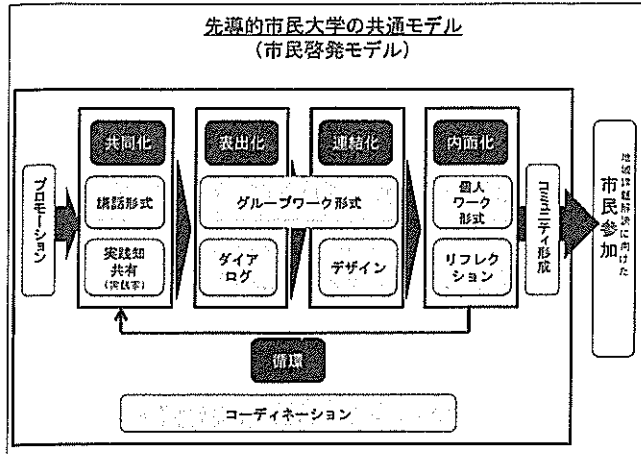 先導的市民大学の共通モデル
(市民啓発モデル)
プロモーション
共同化
講話形式
実践知
共有
(実践者)
表出化
連結化
グループワーク形式
ダイア
ログ
デザイン
内面化
個人
ワーク
形式
リフレク
ション
コミュニティ形成
地域課題解決に向けた
市民参加
循環
コーディネーション